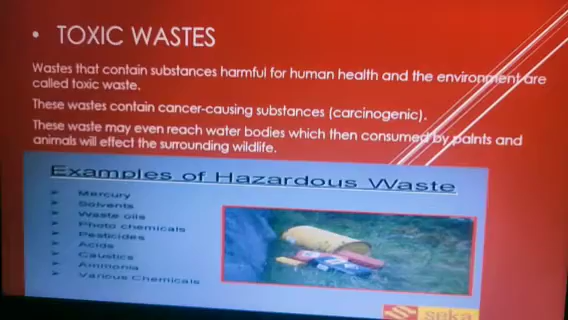 • TOXIC WASTES
Wastes that contain substances harmful for human health and the environment are
called toxic waste.
These wastes contain cancer-causing substances (carcinogenic).
These waste may even reach water bodies which then consumed by palnts and
animals will effect the surrounding wildlife.
Examples of Hazardous Waste
➢ Mercury
➢ Solvents
➢ Waste oils
➢ Photo chemicals
➢ Pesticides
➢ Acids
➢ Caustics
➢ Ammonia
➢ Various Chemicals
seka